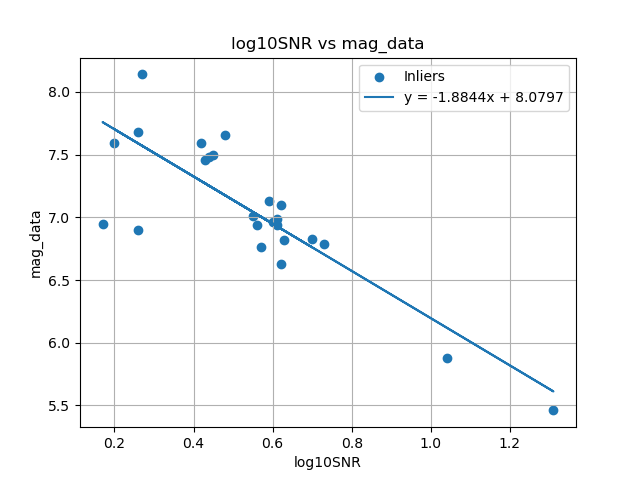 log10SNR vs mag_data
Inliers
y = -1.8844x + 8.0797
8.0
7.5
7.0
6.5
6.0
5.5
mag_data
0.2 0.4 0.6 0.8 1.0 1.2
log10SNR